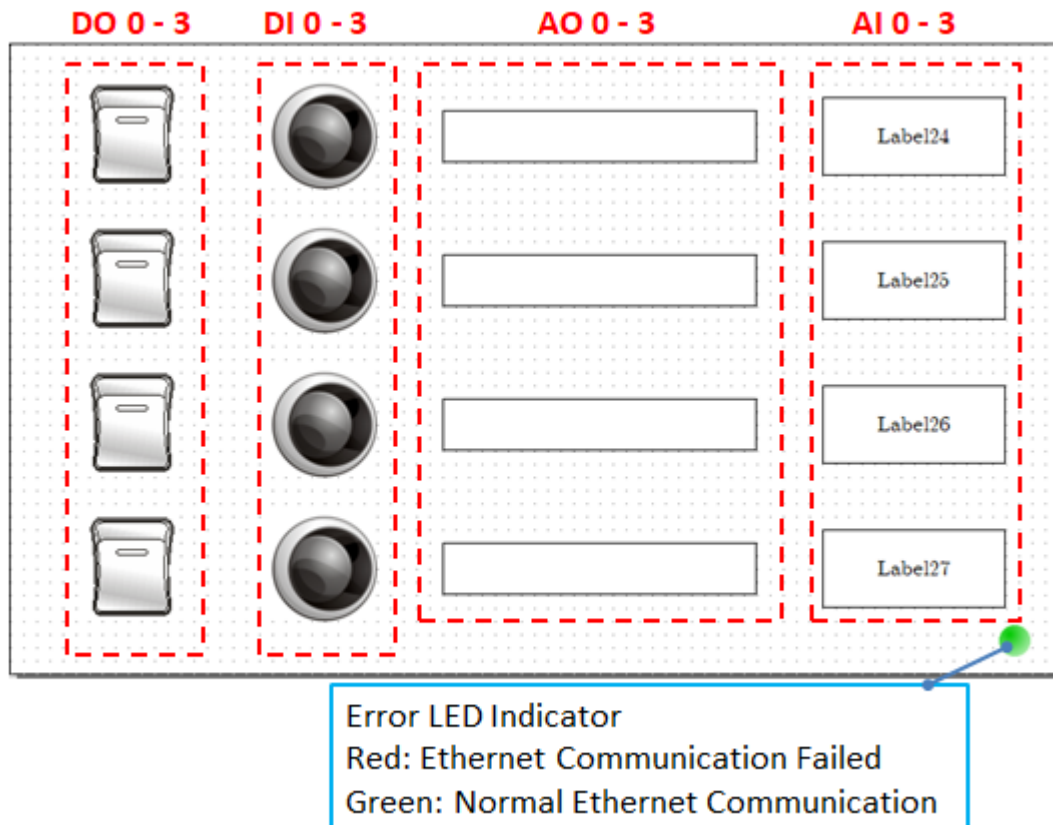 DO 0 - 3 DI 0 - 3 AO 0 - 3 AI 0 - 3
Label24
Label25
Label26
Label27
Error LED Indicator
Red: Ethernet Communication Failed
Green: Normal Ethernet Communication